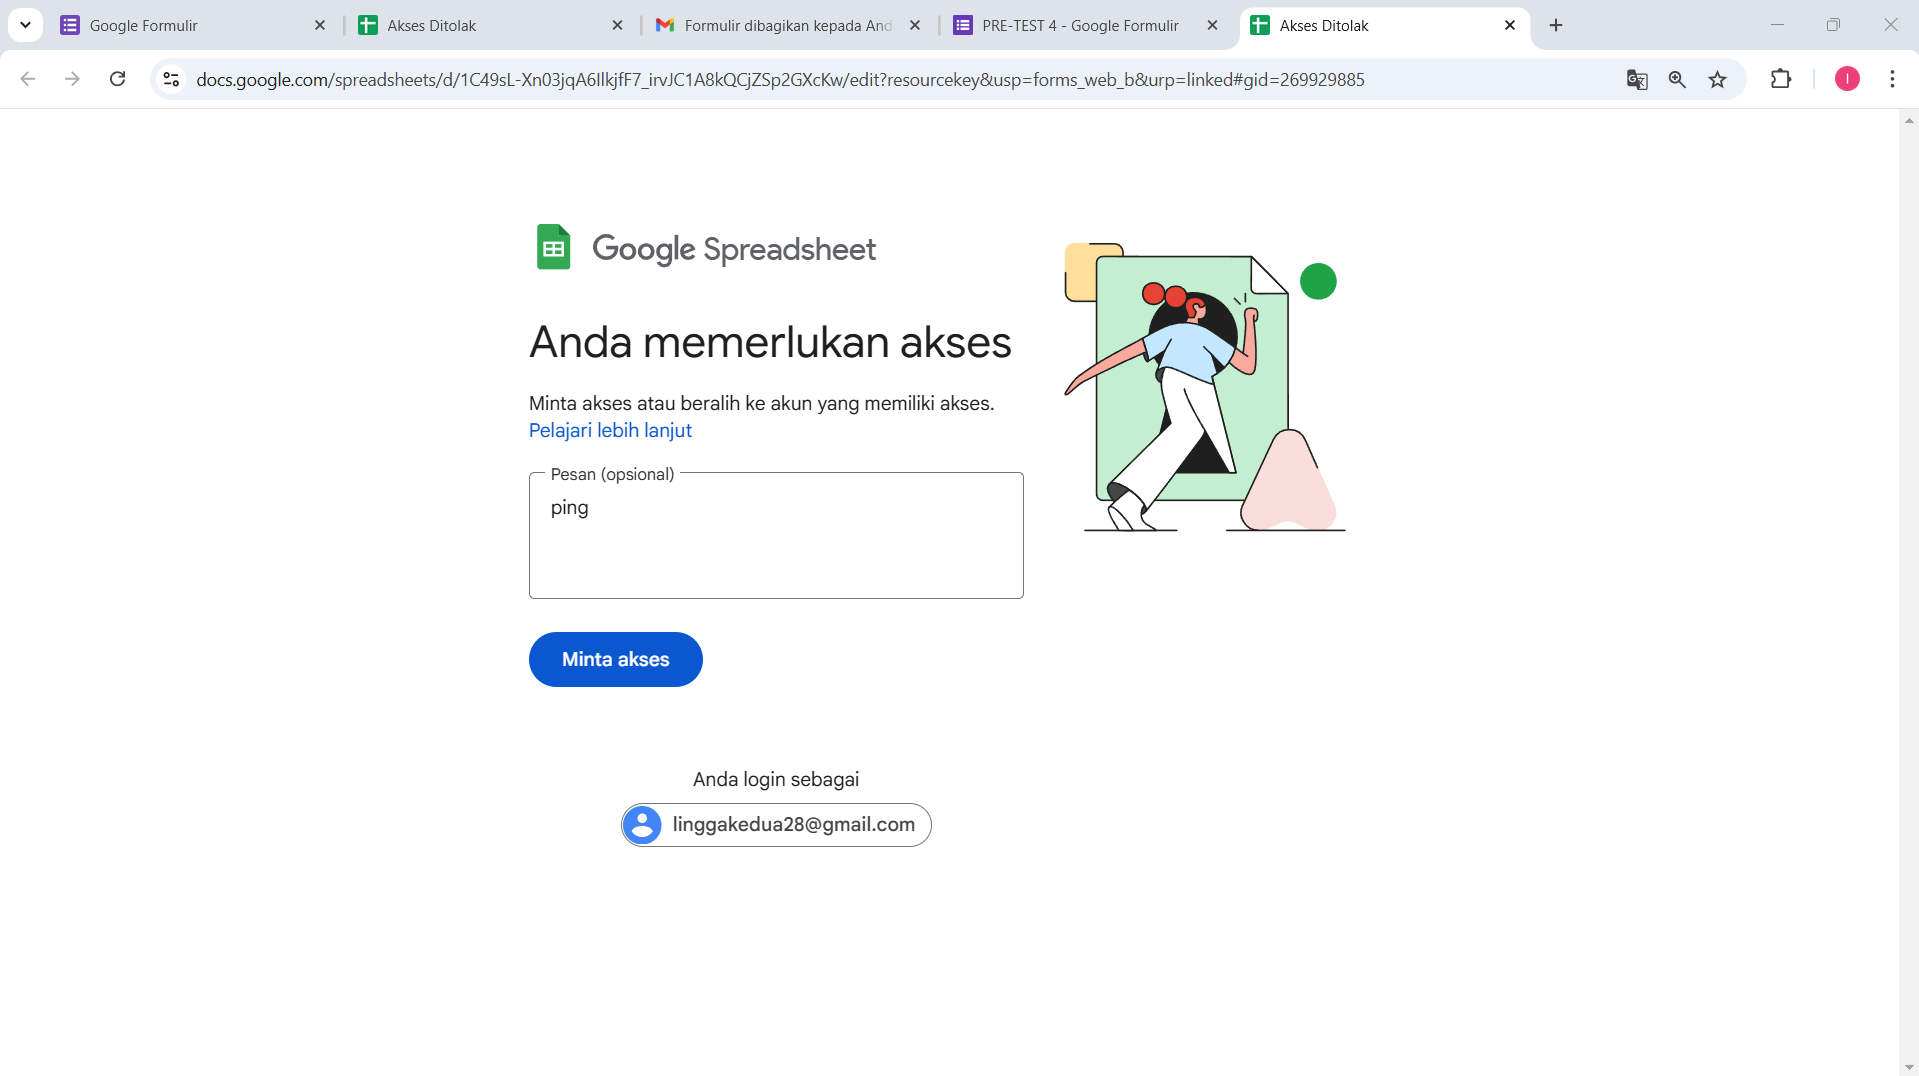 Google Formulir
Akses Ditolak
Formulir dibagikan kepada And
PRE-TEST 4 - Google Formulir
Akses Ditolak
docs.google.com/spreadsheets/d/1C49sL-Xn03jqA6IlkjfF7_irvJC1A8kQCjZSp2GXcKw/edit?resourcekey&usp=forms_web_b&urp=linked#gid=269929885
I
Google Spreadsheet
Anda memerlukan akses
Minta akses atau beralih ke akun yang memiliki akses.
Pelajari lebih lanjut
Pesan (opsional)
ping
Minta akses
Anda login sebagai
linggakedua28@gmail.com